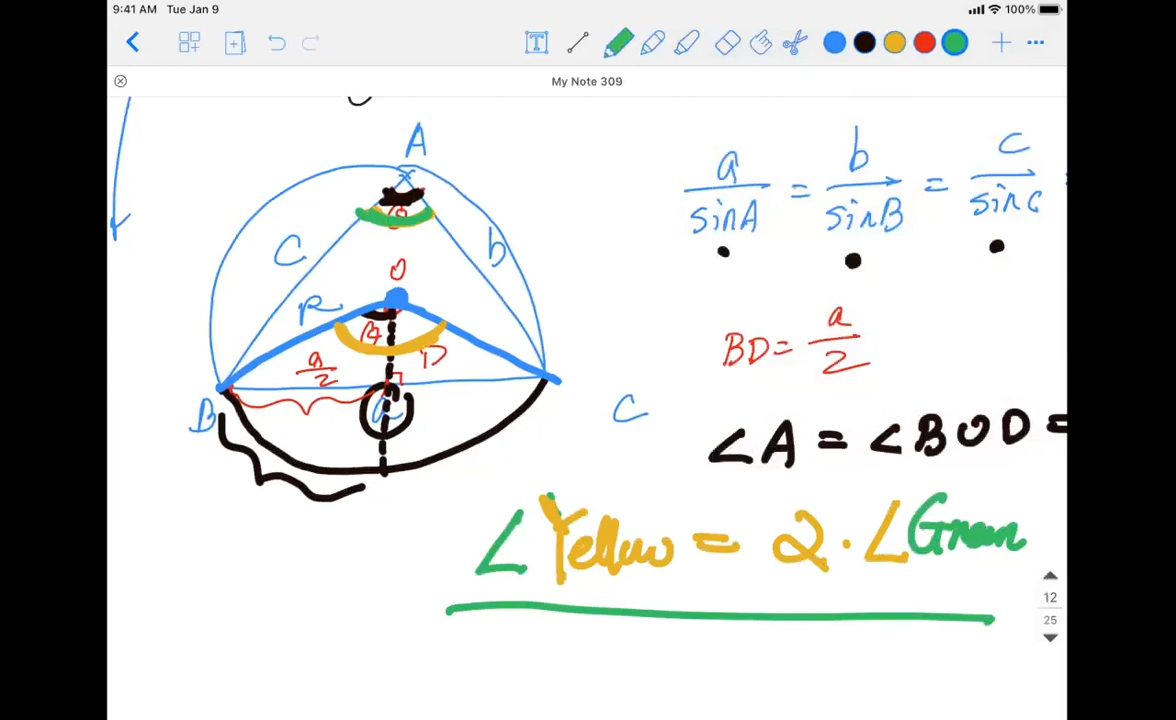 9:41 AM Tue Jan 9
100%
T
My Note 309
A
a/sinA = b/sinB = c/sinC
C
b
θ
O
R
BD = a/2
a/2
D
a
B
C
∠A = ∠BOD =
∠Yellow = 2·∠Green
12
25